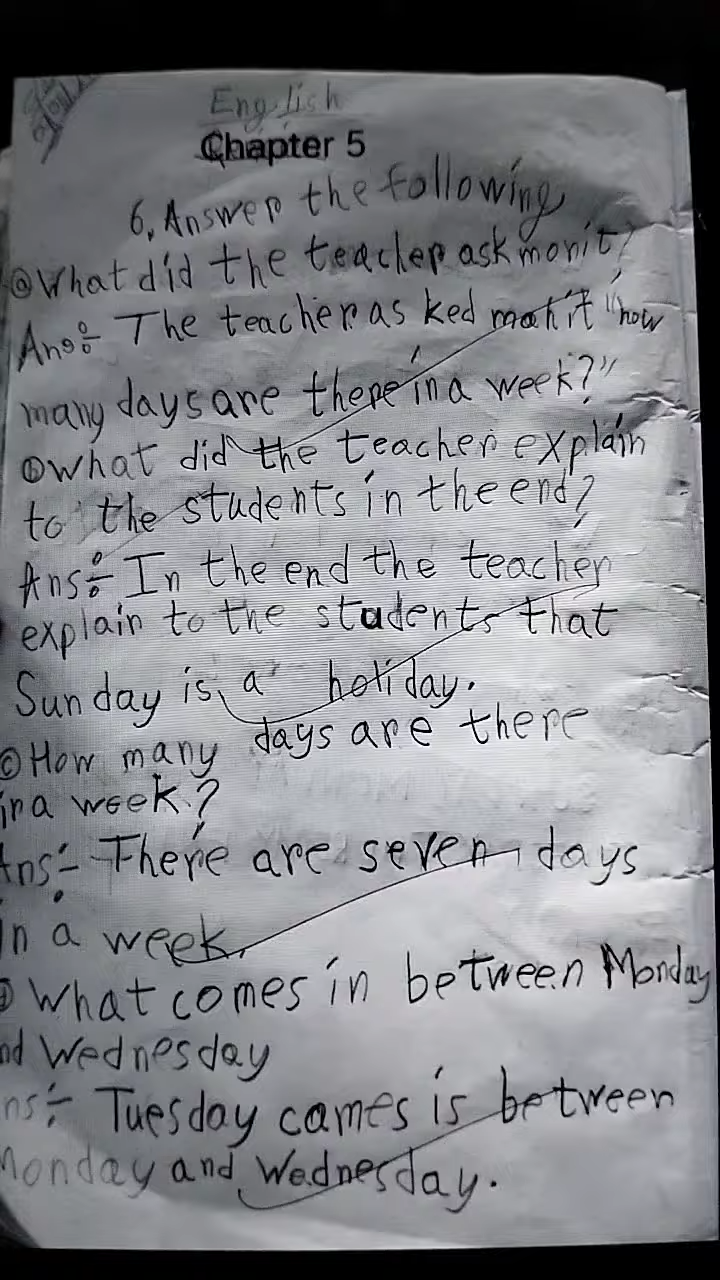 English
Chapter 5
6. Answer the following
ⓐ What did the teacher ask monit?
Ans÷ The teacher as ked mohit "how
many days are there in a week?"
ⓑ what did the teacher explain
to the students in the end?
Ans÷ In the end the teacher
explain to the students that
Sunday is a holiday.
ⓒ How many days are there
in a week?
Ans÷ There are seven days
in a week.
ⓓ What comes in between Monday
nd Wednesday
ns÷ Tuesday cames is between
Monday and Wednesday.